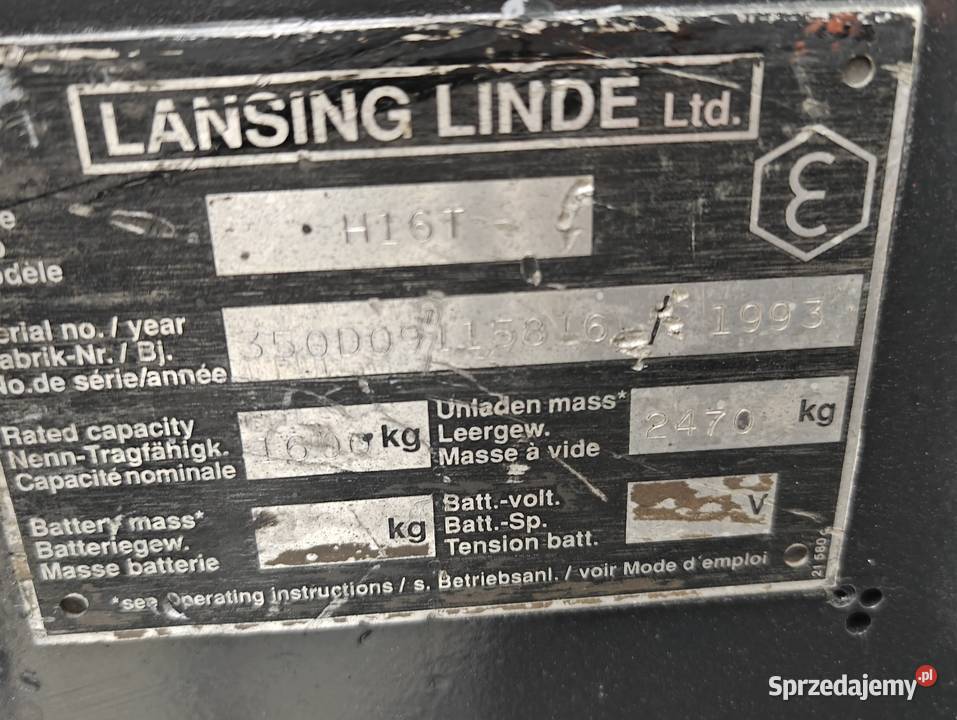 LANSING LINDE Ltd.
H16T
odèle
erial no. / year
abrik-Nr. / Bj.
No.de série/année
1993
Rated capacity
Nenn-Tragfähigk.
Capacité nominale
1600 kg
Unladen mass*
Leergew.
Masse à vide
2470 kg
Battery mass*
Batteriegew.
Masse batterie
kg
Batt.-volt.
Batt.-Sp.
Tension batt.
V
*see Operating instructions / s. Betriebsanl. / voir Mode d'emploi
Sprzedajemy.pl